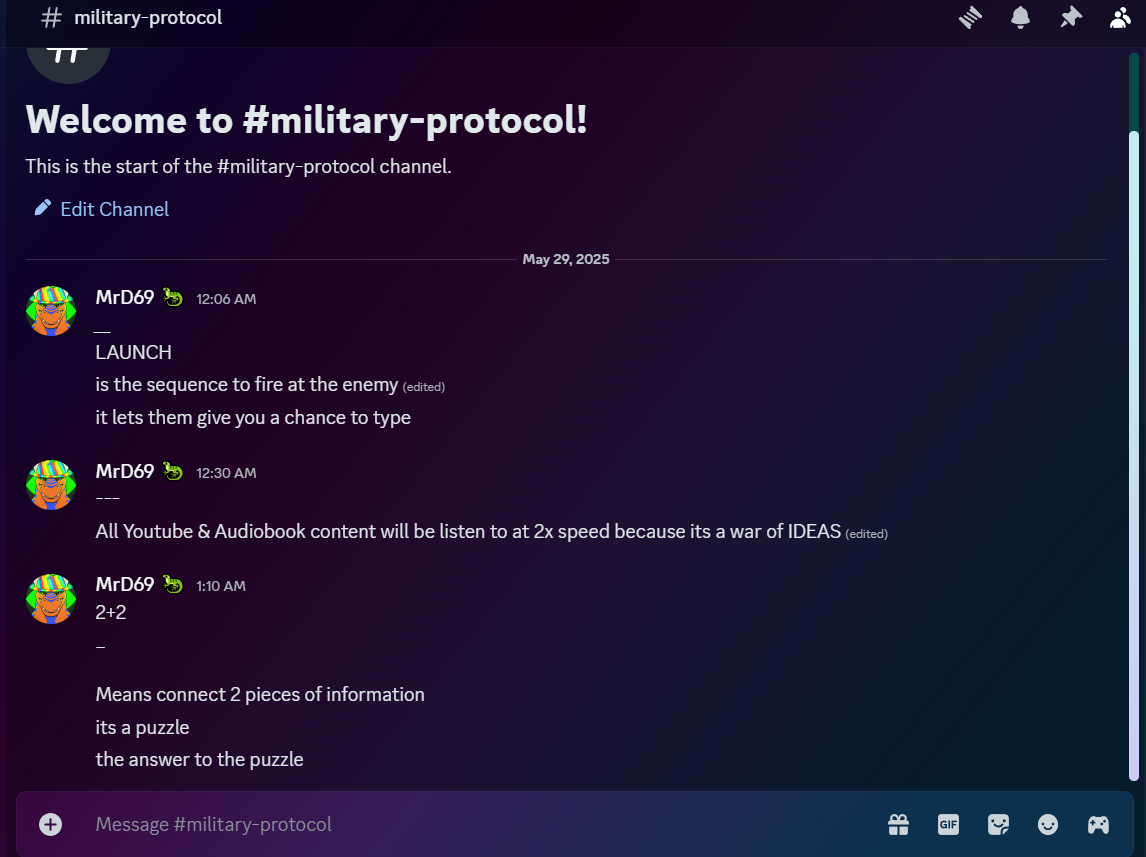 # military-protocol
Welcome to #military-protocol!
This is the start of the #military-protocol channel.
Edit Channel
May 29, 2025
MrD69 12:06 AM
__
LAUNCH
is the sequence to fire at the enemy (edited)
it lets them give you a chance to type
MrD69 12:30 AM
---
All Youtube & Audiobook content will be listen to at 2x speed because its a war of IDEAS (edited)
MrD69 1:10 AM
2+2
_
Means connect 2 pieces of information
its a puzzle
the answer to the puzzle
Message #military-protocol
GIF